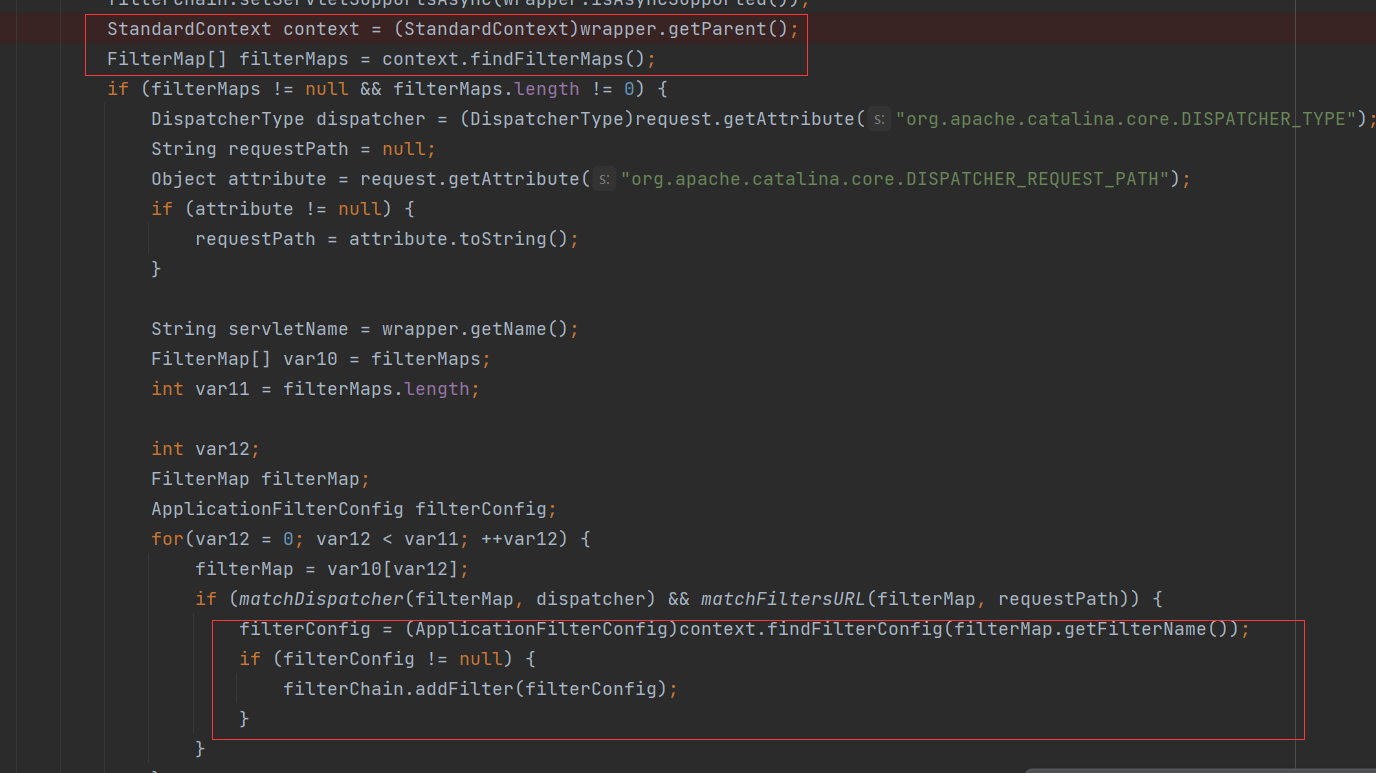 filterChain.setServletSupportsAsync(wrapper.isAsyncSupported());
StandardContext context = (StandardContext)wrapper.getParent();
FilterMap[] filterMaps = context.findFilterMaps();
if (filterMaps != null && filterMaps.length != 0) {
DispatcherType dispatcher = (DispatcherType)request.getAttribute( s: "org.apache.catalina.core.DISPATCHER_TYPE");
String requestPath = null;
Object attribute = request.getAttribute( s: "org.apache.catalina.core.DISPATCHER_REQUEST_PATH");
if (attribute != null) {
requestPath = attribute.toString();
}
String servletName = wrapper.getName();
FilterMap[] var10 = filterMaps;
int var11 = filterMaps.length;
int var12;
FilterMap filterMap;
ApplicationFilterConfig filterConfig;
for(var12 = 0; var12 < var11; ++var12) {
filterMap = var10[var12];
if (matchDispatcher(filterMap, dispatcher) && matchFiltersURL(filterMap, requestPath)) {
filterConfig = (ApplicationFilterConfig)context.findFilterConfig(filterMap.getFilterName());
if (filterConfig != null) {
filterChain.addFilter(filterConfig);
}
}
}